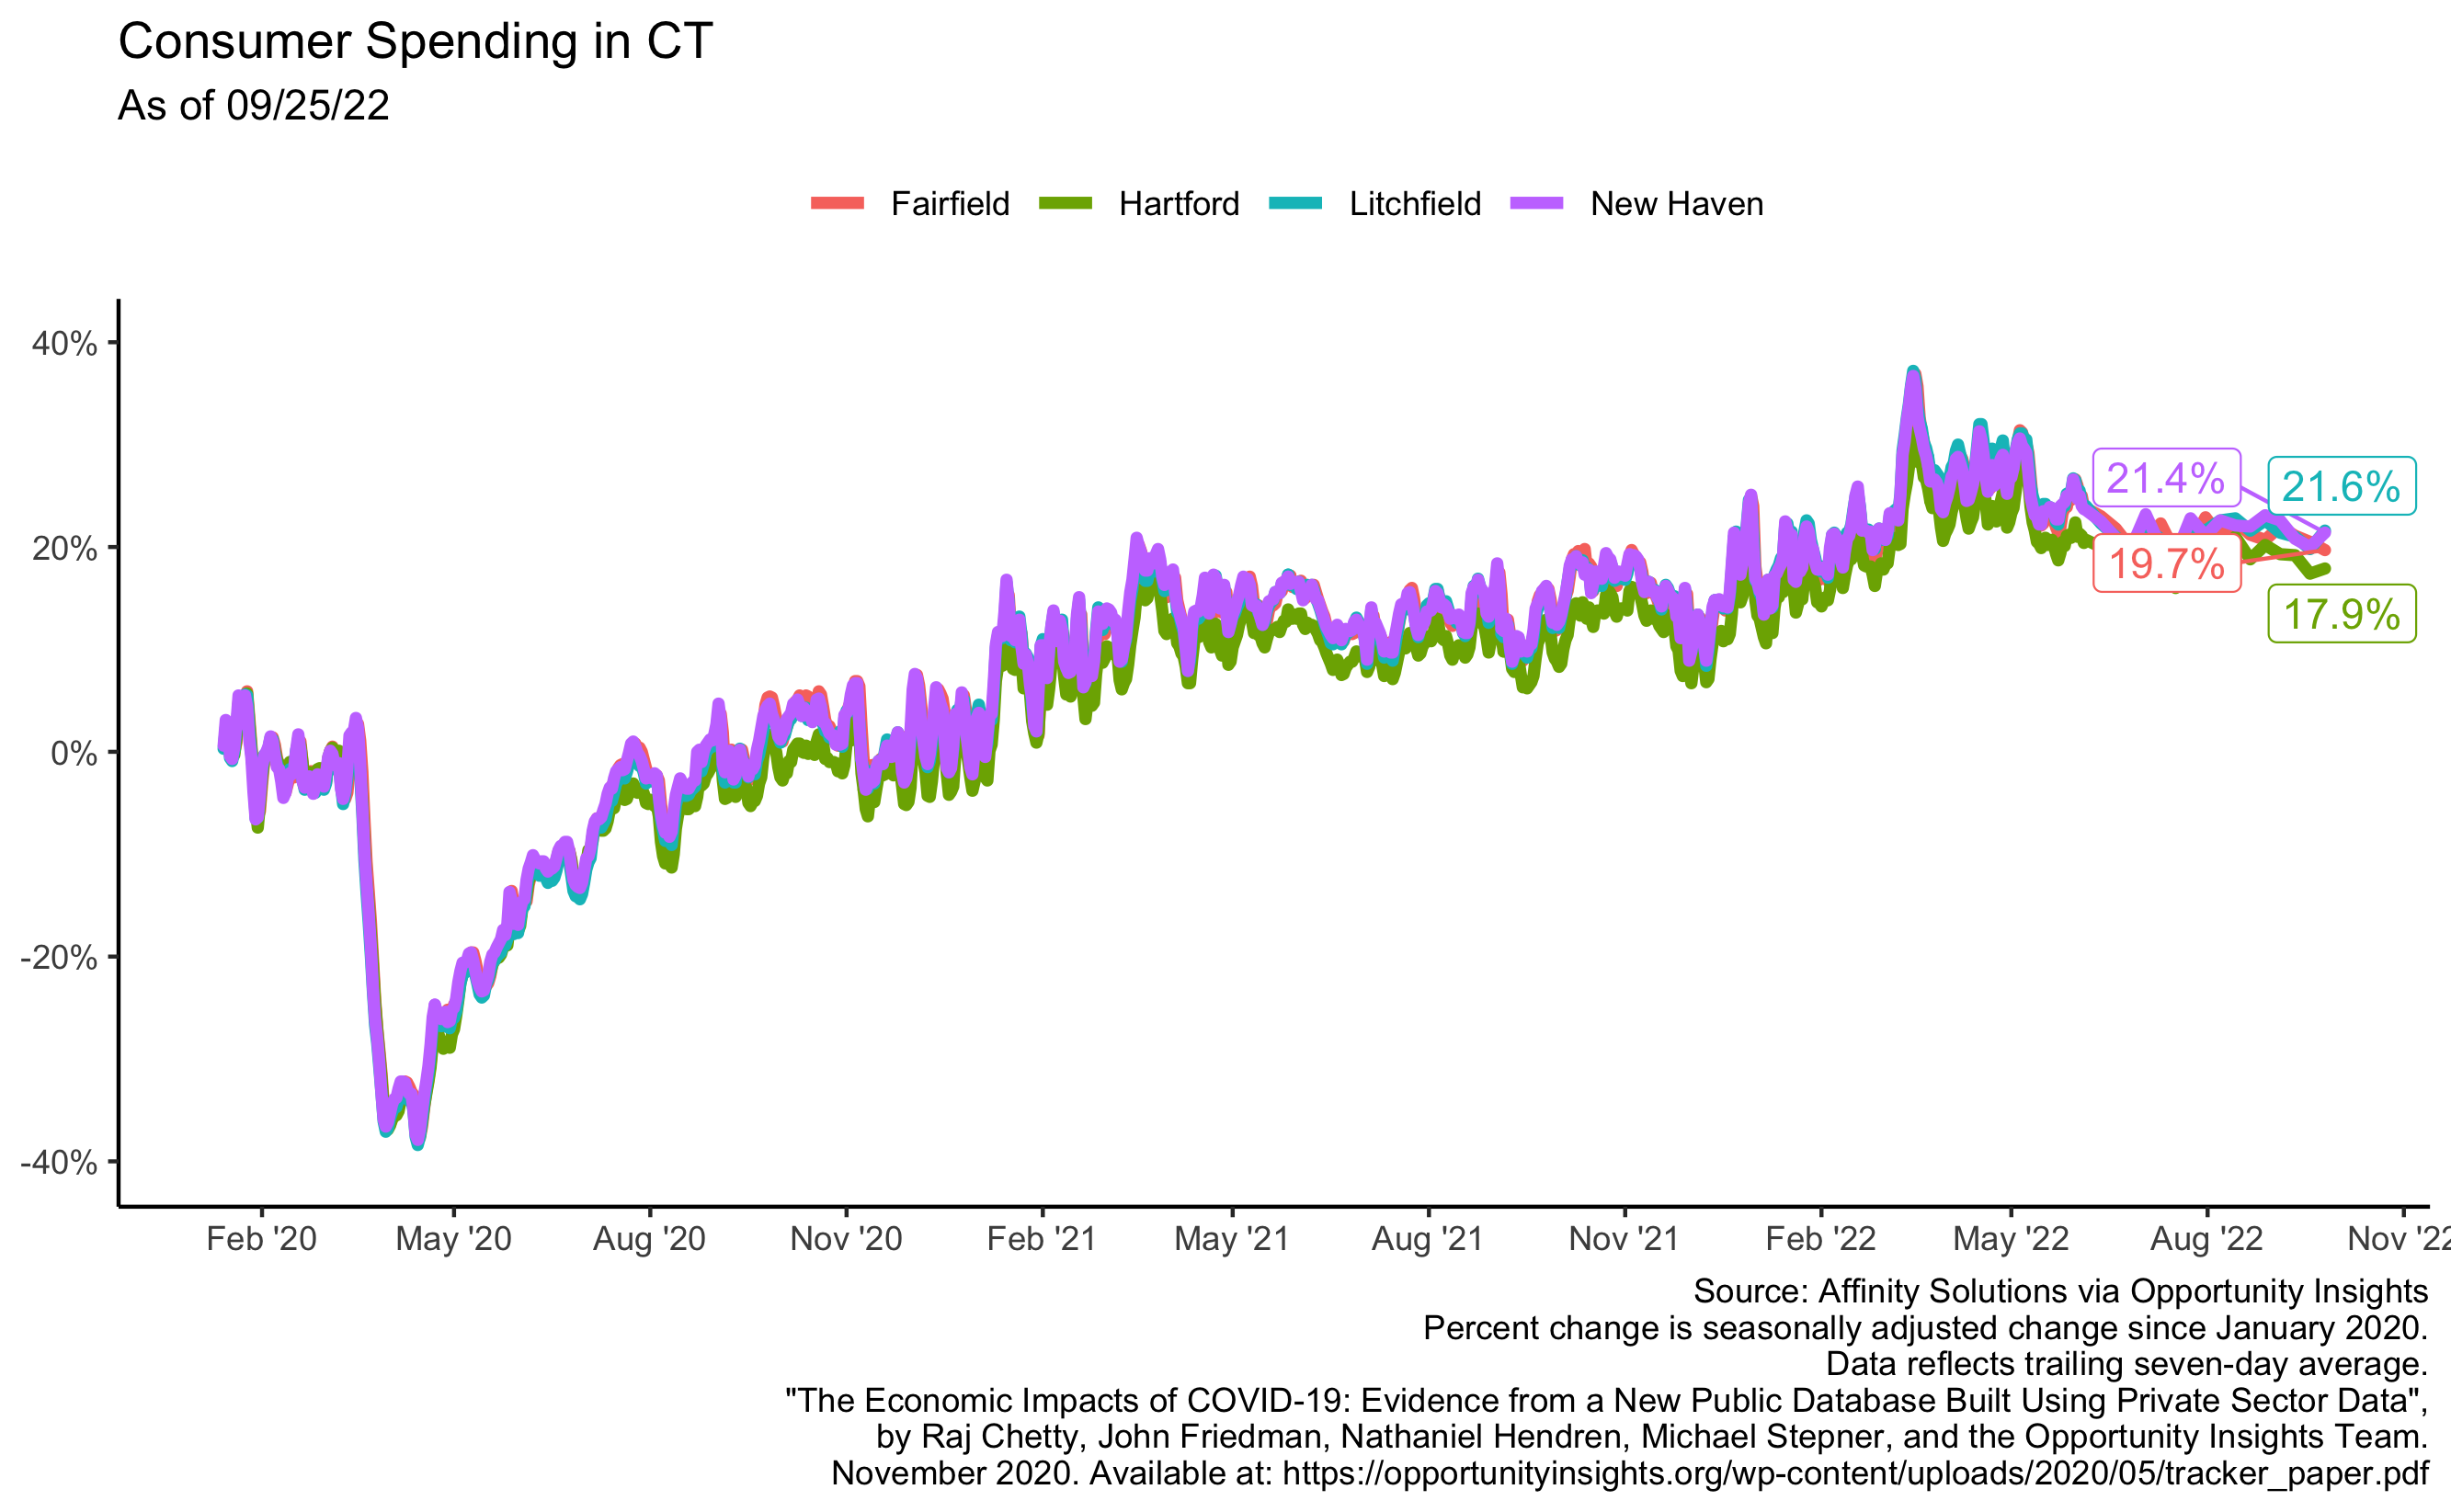 Consumer Spending in CT
As of 09/25/22
Fairfield Hartford Litchfield New Haven
40%
20%
0%
-20%
-40%
21.4%
21.6%
19.7%
17.9%
Feb '20 May '20 Aug '20 Nov '20 Feb '21 May '21 Aug '21 Nov '21 Feb '22 May '22 Aug '22 Nov '22
Source: Affinity Solutions via Opportunity Insights
Percent change is seasonally adjusted change since January 2020.
Data reflects trailing seven-day average.
"The Economic Impacts of COVID-19: Evidence from a New Public Database Built Using Private Sector Data",
by Raj Chetty, John Friedman, Nathaniel Hendren, Michael Stepner, and the Opportunity Insights Team.
November 2020. Available at: https://opportunityinsights.org/wp-content/uploads/2020/05/tracker_paper.pdf